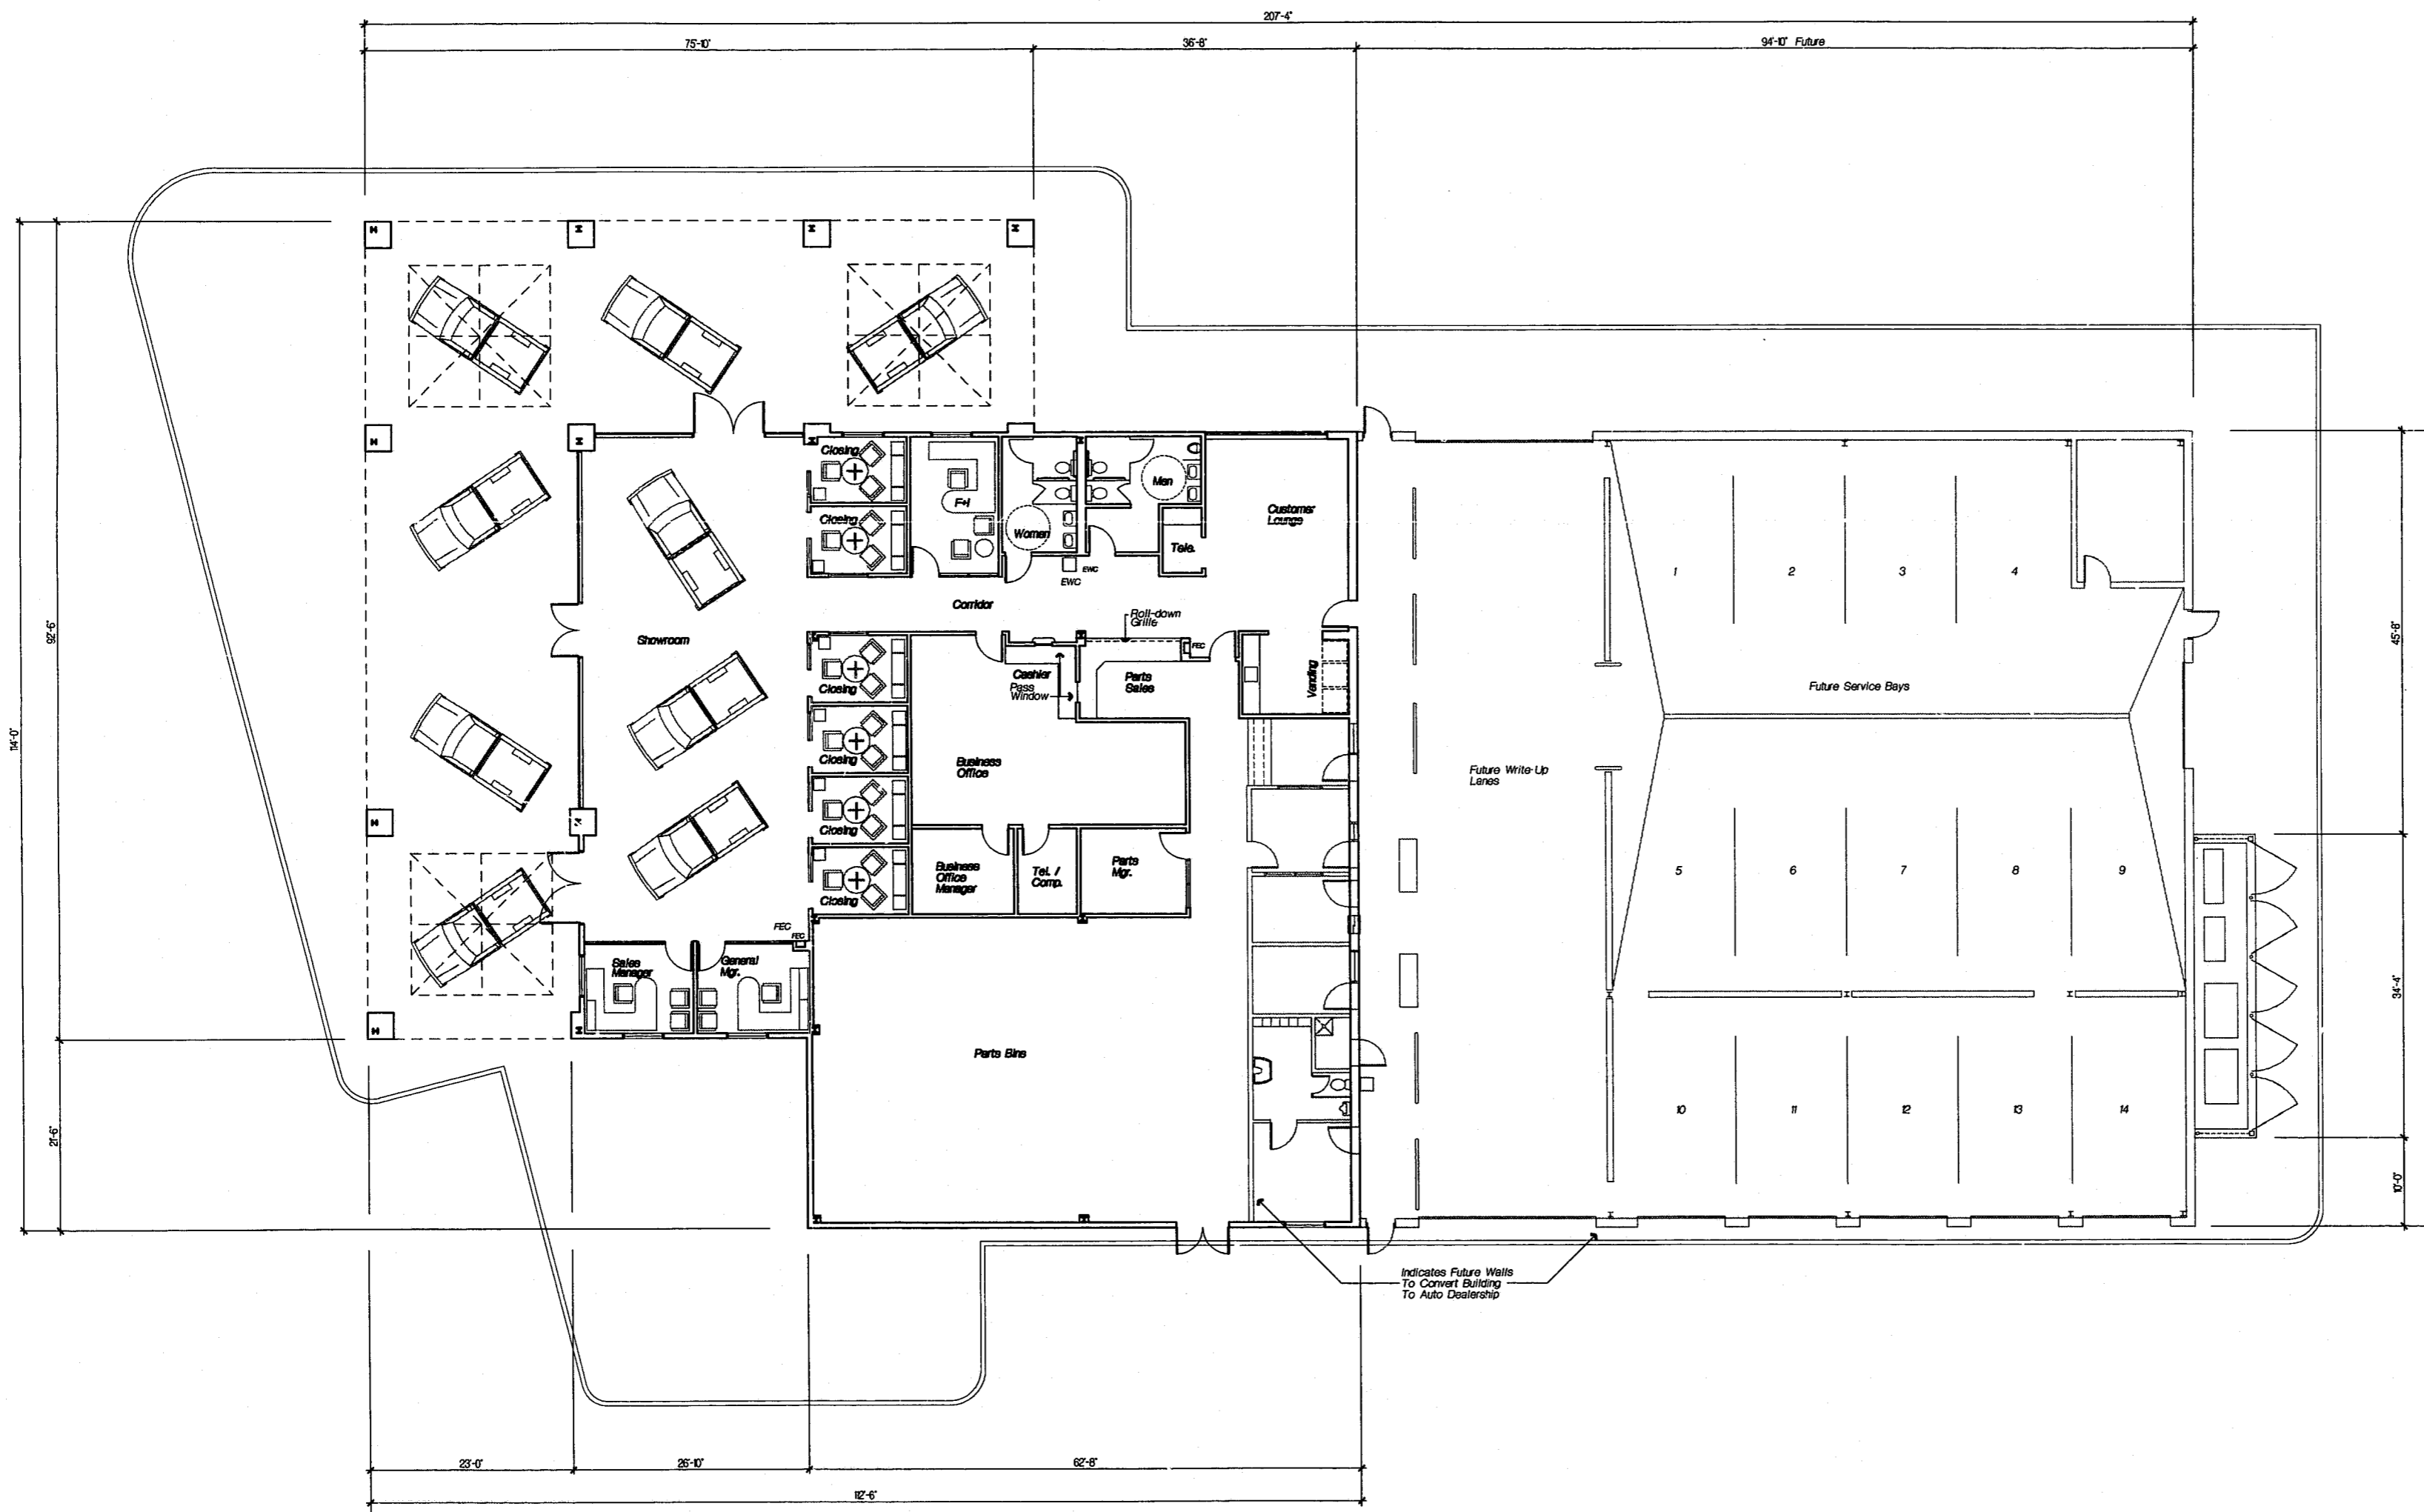 207'-4"
75'-10"
36'-8"
94'-10" Future
114'-0"
92'-6"
21'-6"
45'-8"
34'-4"
10'-0"
Closing
Closing
F+I
Women
Men
Tele.
EWC
EWC
Customer
Lounge
Corridor
Roll-down
Grille
Showroom
FEC
Closing
Closing
Closing
Closing
Cashier
Pass
Window
Parts
Sales
Vending
Business
Office
Business
Office
Manager
Tel. /
Comp.
Parts
Mgr.
FEC
FEC
Sales
Manager
General
Mgr.
Parts Bins
Future Write-Up
Lanes
Future Service Bays
1
2
3
4
5
6
7
8
9
10
11
12
13
14
Indicates Future Walls
To Convert Building
To Auto Dealership
23'-0"
26'-10"
62'-8"
112'-6"